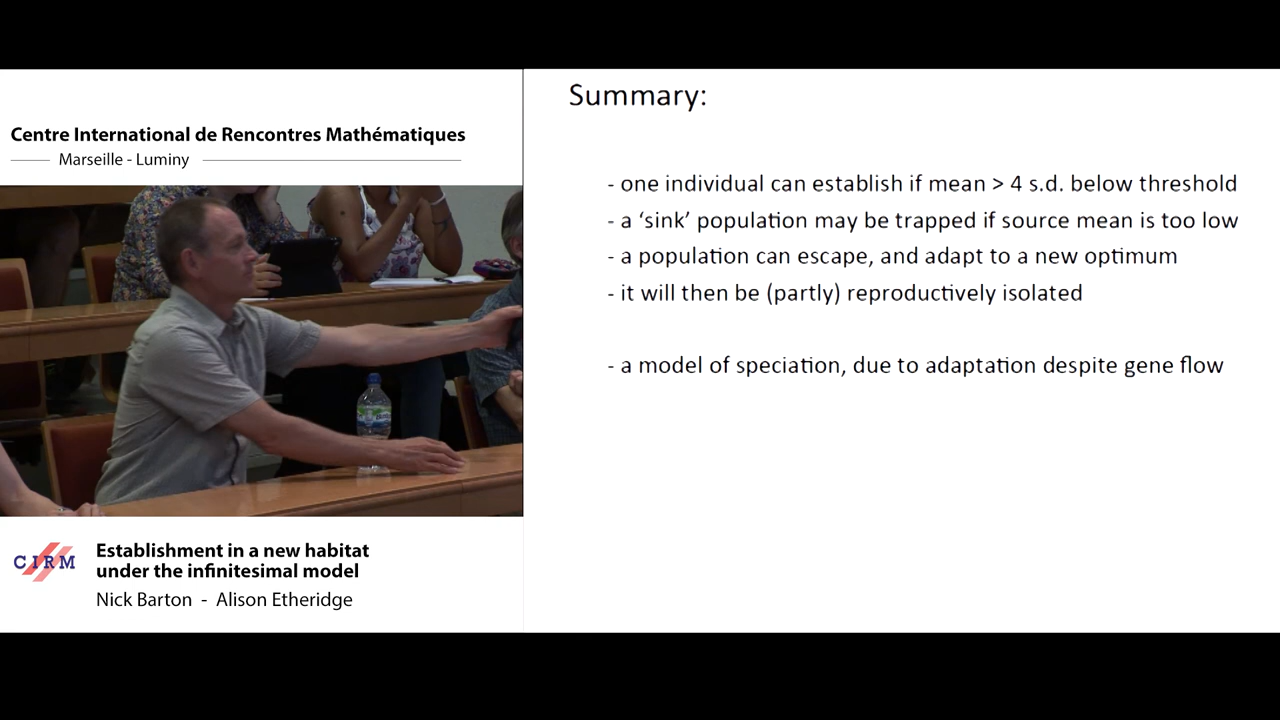 Centre International de Rencontres Mathématiques
Marseille - Luminy
CIRM
Establishment in a new habitat
under the infinitesimal model
Nick Barton - Alison Etheridge
Summary:
- one individual can establish if mean > 4 s.d. below threshold
- a ‘sink’ population may be trapped if source mean is too low
- a population can escape, and adapt to a new optimum
- it will then be (partly) reproductively isolated
- a model of speciation, due to adaptation despite gene flow